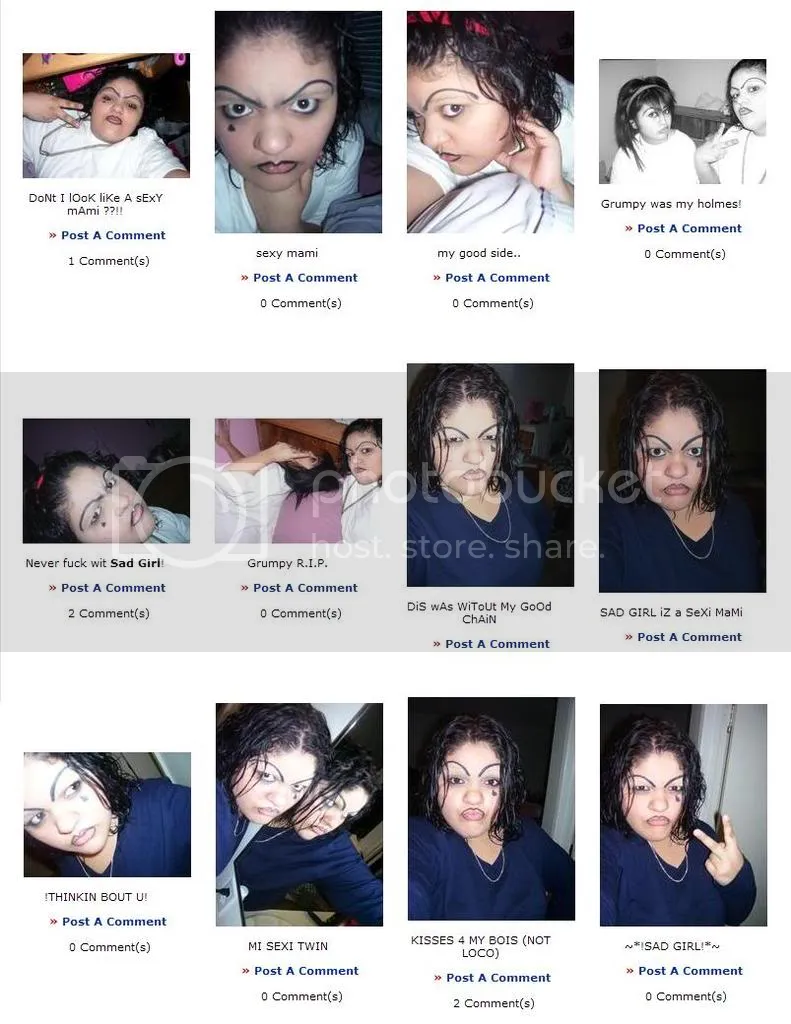 DoNt I lOoK liKe A sExY
mAmi ??!!
» Post A Comment
1 Comment(s)
sexy mami
» Post A Comment
0 Comment(s)
my good side..
» Post A Comment
0 Comment(s)
Grumpy was my holmes!
» Post A Comment
0 Comment(s)
photobucket
host. store. share.
Never fuck wit Sad Girl!
» Post A Comment
2 Comment(s)
Grumpy R.I.P.
» Post A Comment
0 Comment(s)
DiS wAs WiToUt My GoOd
ChAiN
» Post A Comment
SAD GIRL iZ a SeXi MaMi
» Post A Comment
!THINKIN BOUT U!
» Post A Comment
0 Comment(s)
MI SEXI TWIN
» Post A Comment
0 Comment(s)
KISSES 4 MY BOIS (NOT
LOCO)
» Post A Comment
2 Comment(s)
~*!SAD GIRL!*~
» Post A Comment
0 Comment(s)